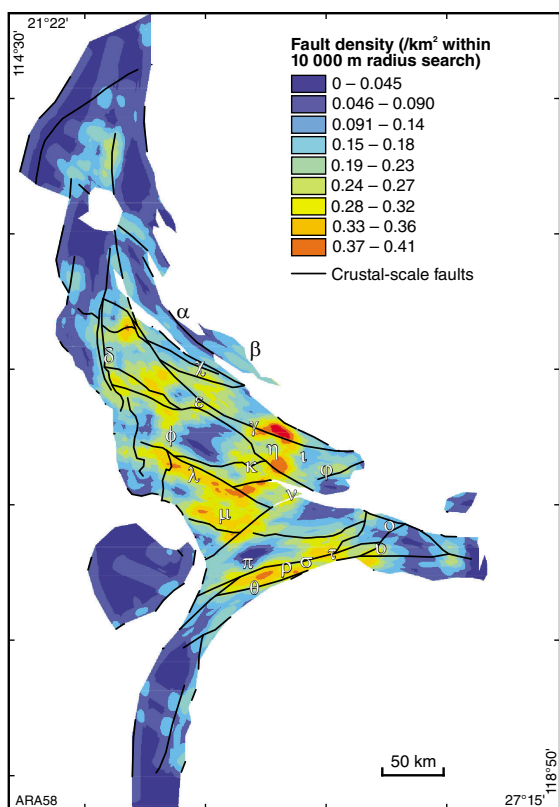 21°22'
114°30'
Fault density (/km² within
10 000 m radius search)
0 – 0.045
0.046 – 0.090
0.091 – 0.14
0.15 – 0.18
0.19 – 0.23
0.24 – 0.27
0.28 – 0.32
0.33 – 0.36
0.37 – 0.41
Crustal-scale faults
α
β
δ
χ
ε
γ
ϕ
η
ι
κ
φ
λ
ν
μ
ο
π
τ
υ
ρ
σ
θ
50 km
118°50'
ARA58
27°15'